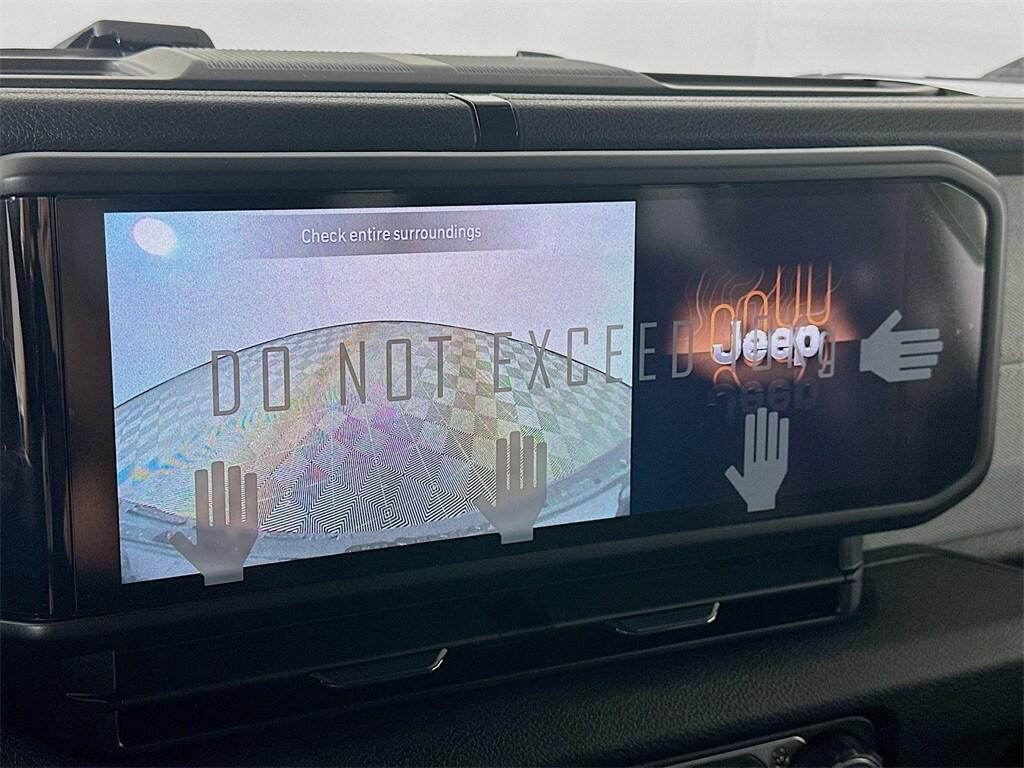 Check entire surroundings
DO NOT EXCEED
Jeep